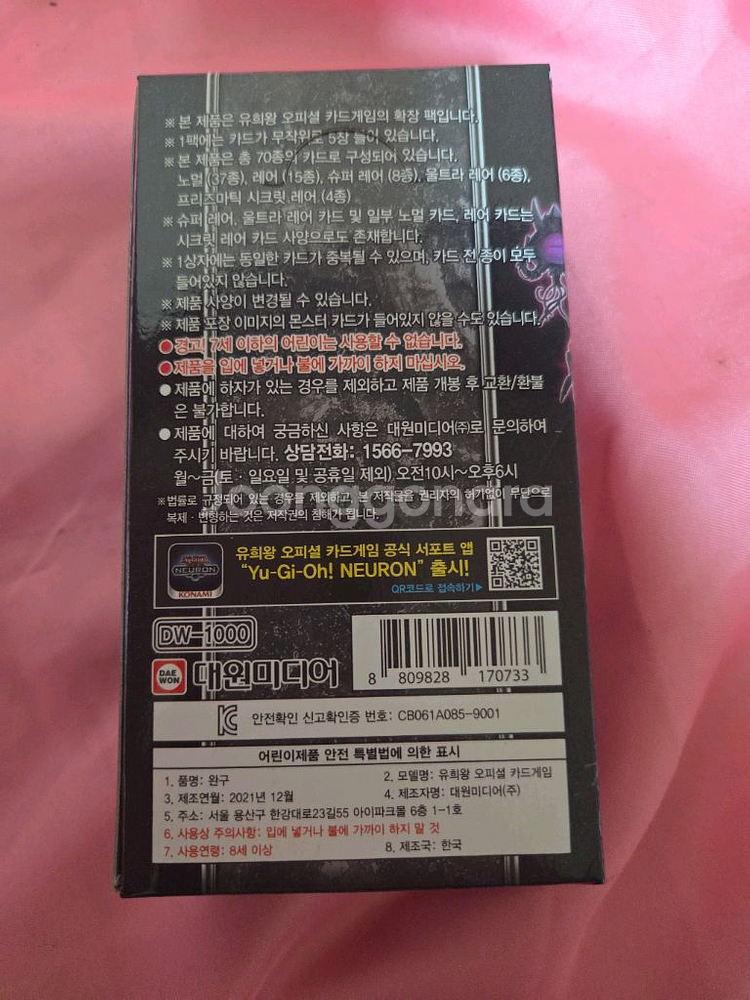 ※ 본 제품은 유희왕 오피셜 카드게임의 확장 팩입니다.
※ 1팩에는 카드가 무작위로 5장 들어 있습니다.
※ 본 제품은 총 70종의 카드로 구성되어 있습니다.
노멀 (37종), 레어 (15종), 슈퍼 레어 (8종), 울트라 레어 (6종),
프리즈마틱 시크릿 레어 (4종)
※ 슈퍼 레어, 울트라 레어 카드 및 일부 노멀 카드, 레어 카드는
시크릿 레어 카드 사양으로도 존재합니다.
※ 1상자에는 동일한 카드가 중복될 수 있으며, 카드 전 종이 모두
들어있지 않습니다.
※ 제품 사양이 변경될 수 있습니다.
※ 제품 포장 이미지의 몬스터 카드가 들어있지 않을 수도 있습니다.
● 경고! 7세 이하의 어린이는 사용할 수 없습니다.
● 제품을 입에 넣거나 불에 가까이 하지 마십시오.
● 제품에 하자가 있는 경우를 제외하고 제품 개봉 후 교환/환불
은 불가합니다.
● 제품에 대하여 궁금하신 사항은 대원미디어(주)로 문의하여
주시기 바랍니다. 상담전화: 1566-7993
월~금(토·일요일 및 공휴일 제외) 오전10시~오후6시
※ 법률로 규정되어 있는 경우를 제외하고, 본 저작물을 권리자의 허가없이 무단으로
복제·변형하는 것은 저작권의 침해가 됩니다.
joonggonara
유희왕 오피셜 카드게임 공식 서포트 앱
"Yu-Gi-Oh! NEURON" 출시!
QR코드로 접속하기▶
NEURON
KONAMI
DW-1000
DAE WON 대원미디어
8 809828 170733
KC 안전확인 신고확인증 번호: CB061A085-9001
어린이제품 안전 특별법에 의한 표시
1. 품명: 완구 2. 모델명: 유희왕 오피셜 카드게임
3. 제조연월: 2021년 12월 4. 제조자명: 대원미디어(주)
5. 주소: 서울 용산구 한강대로23길55 아이파크몰 6층 1-1호
6. 사용상 주의사항: 입에 넣거나 불에 가까이 하지 말 것
7. 사용연령: 8세 이상 8. 제조국: 한국